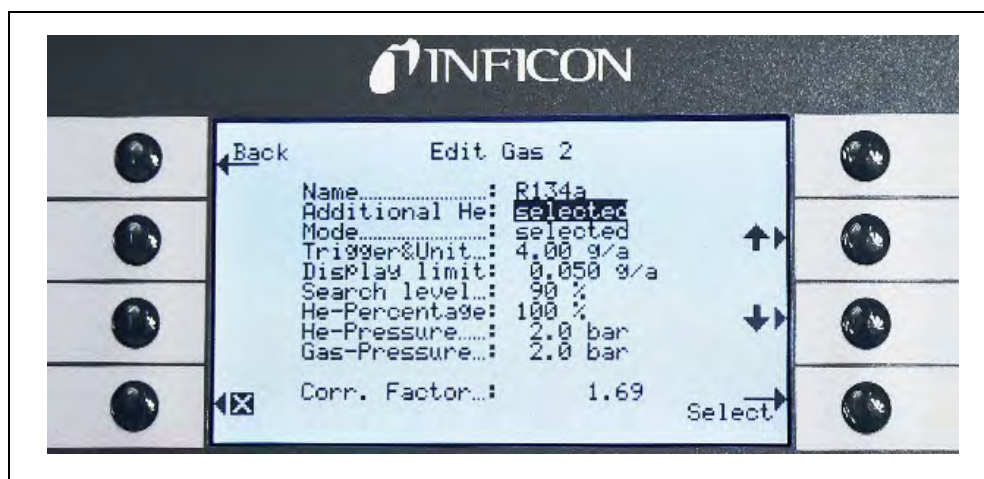 INFICON
Back
Edit Gas 2
Name..............: R134a
Additional He: selected
Mode..............: selected
Trigger&Unit...: 4.00 g/a
Display limit: 0.050 g/a
Search level...: 90 %
He-Percentage: 100 %
He-Pressure.....: 2.0 bar
Gas-Pressure...: 2.0 bar
Corr. Factor...: 1.69
Select